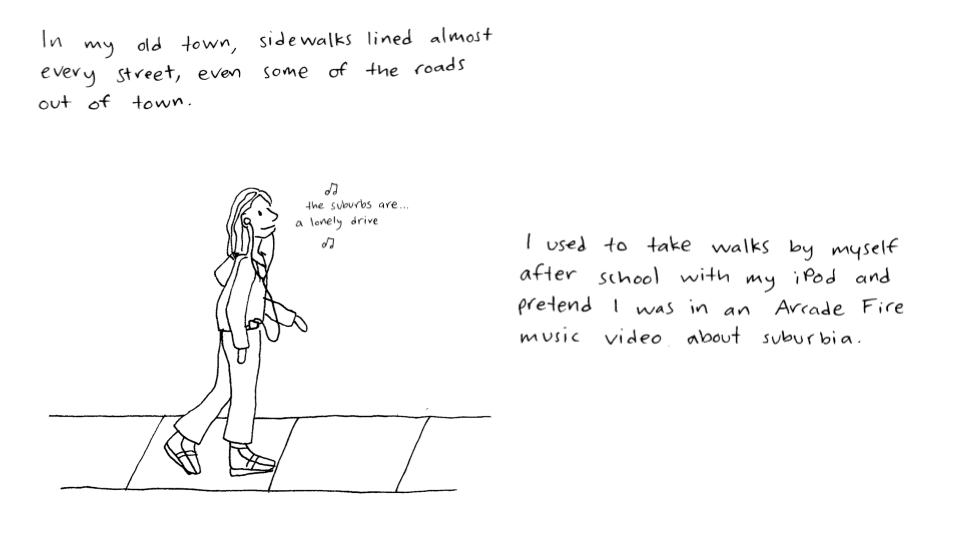 In my old town, sidewalks lined almost
every street, even some of the roads
out of town.
the suburbs are...
a lonely drive
I used to take walks by myself
after school with my iPod and
pretend I was in an Arcade Fire
music video about suburbia.